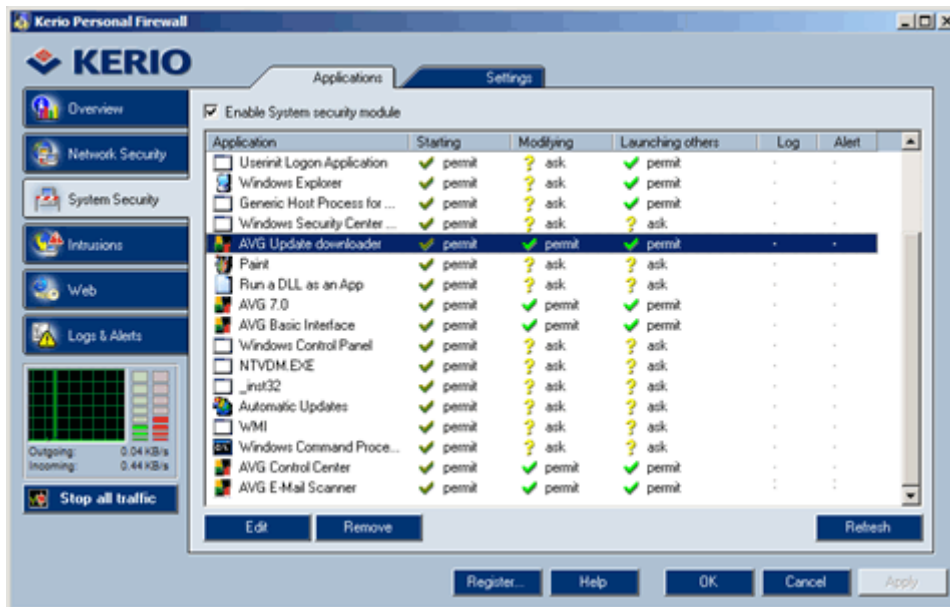 Kerio Personal Firewall
KERIO
Applications Settings
Overview
Network Security
System Security
Intrusions
Web
Logs & Alerts
Outgoing: 0.04 KB/s
Incoming: 0.44 KB/s
Stop all traffic
Enable System security module
Application Starting Modifying Launching others Log Alert
Userinit Logon Application permit ? ask permit
Windows Explorer permit ? ask permit
Generic Host Process for ... permit ? ask permit
Windows Security Center ... permit ? ask ? ask
AVG Update downloader permit permit permit
Paint permit ? ask ? ask
Run a DLL as an App permit ? ask ? ask
AVG 7.0 permit permit permit
AVG Basic Interface permit permit permit
Windows Control Panel permit ? ask ? ask
NTVDM.EXE permit ? ask ? ask
_inst32 permit ? ask ? ask
Automatic Updates permit ? ask ? ask
WMI permit ? ask ? ask
Windows Command Proce... permit ? ask ? ask
AVG Control Center permit permit permit
AVG E-Mail Scanner permit permit permit
Edit Remove Refresh
Register... Help OK Cancel Apply